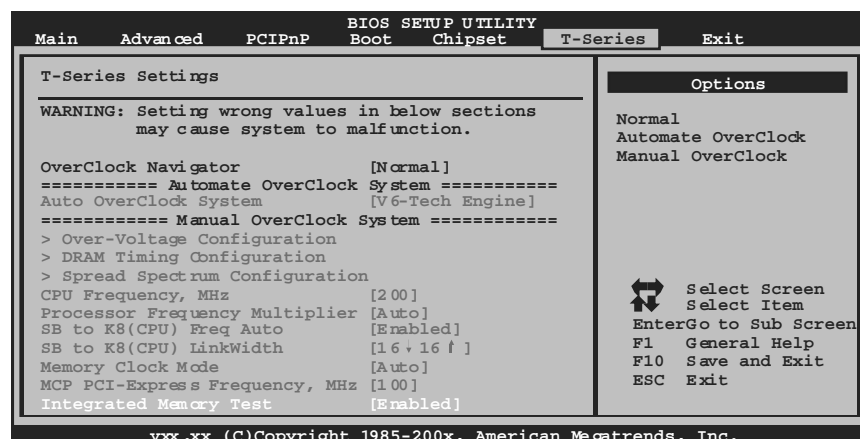 BIOS SETUP UTILITY
Main Advanced PCIPnP Boot Chipset T-Series Exit
T-Series Settings
WARNING: Setting wrong values in below sections
may cause system to malfunction.
OverClock Navigator [Normal]
=========== Automate OverClock System ===========
Auto OverClock System [V6-Tech Engine]
============ Manual OverClock System ============
> Over-Voltage Configuration
> DRAM Timing Configuration
> Spread Spectrum Configuration
CPU Frequency, MHz [200]
Processor Frequency Multiplier [Auto]
SB to K8(CPU) Freq Auto [Enabled]
SB to K8(CPU) LinkWidth [16↓ 16↑]
Memory Clock Mode [Auto]
MCP PCI-Express Frequency, MHz [100]
Integrated Memory Test [Enabled]
Options
Normal
Automate OverClock
Manual OverClock
Select Screen
Select Item
EnterGo to Sub Screen
F1 General Help
F10 Save and Exit
ESC Exit
vxx.xx (C)Copyright 1985-200x, American Megatrends, Inc.